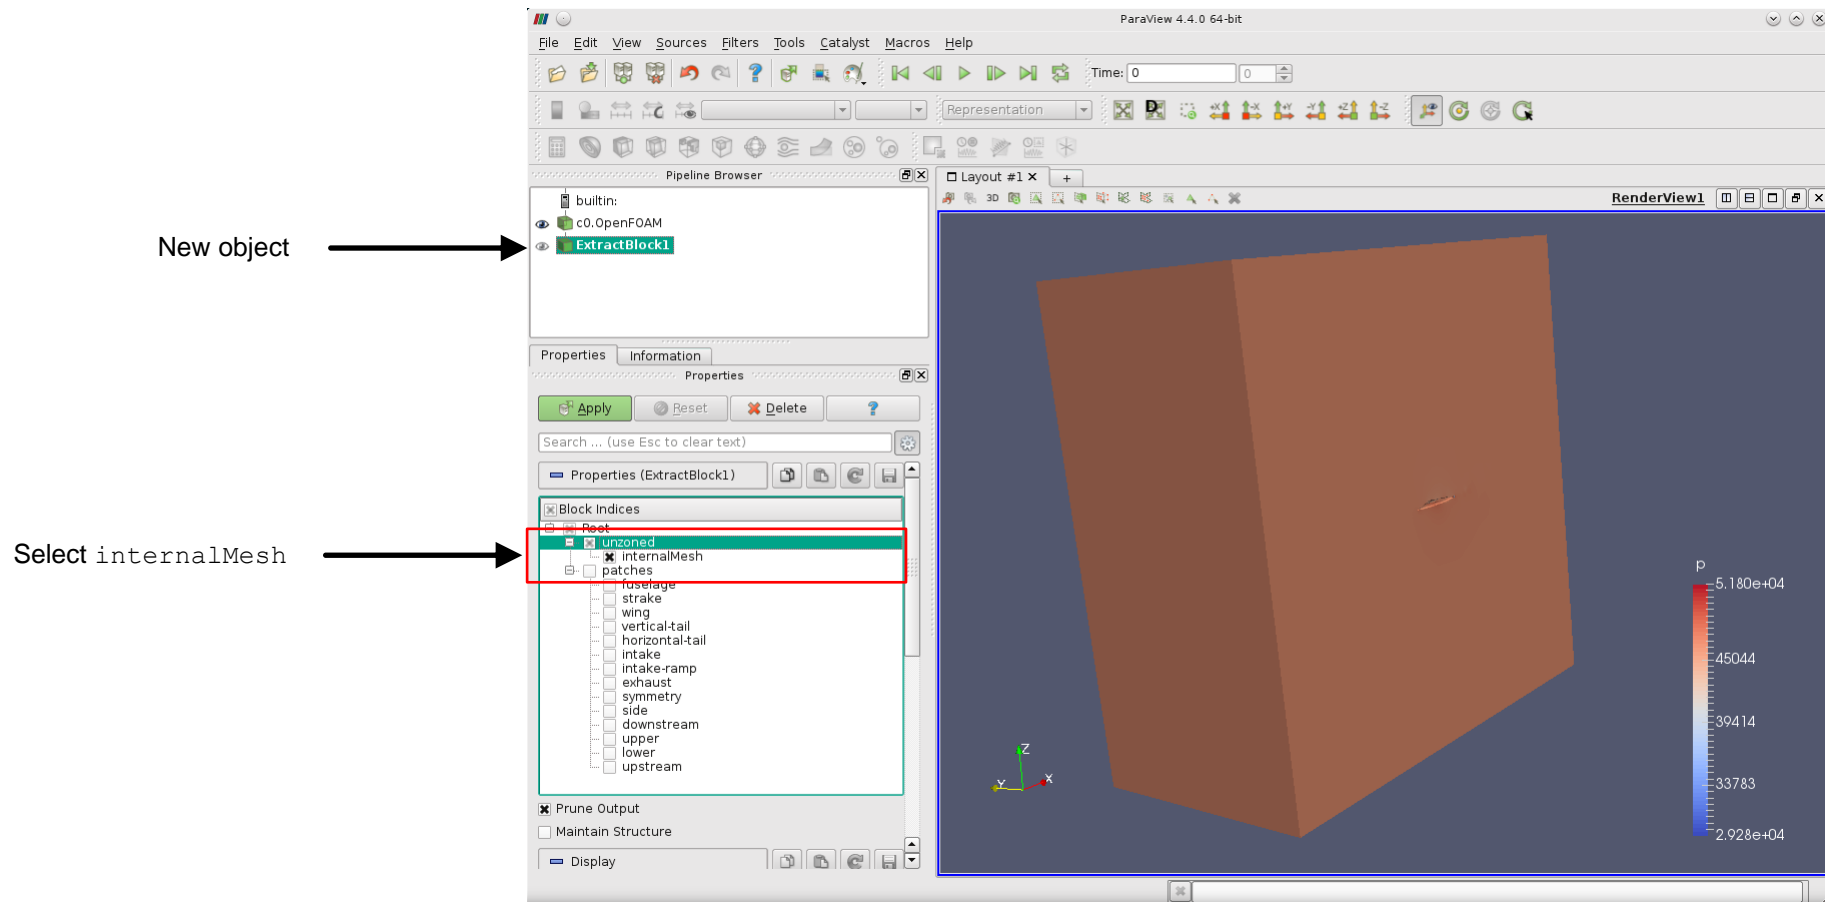 ParaView 4.4.0 64-bit
File Edit View Sources Filters Tools Catalyst Macros Help
Time: 0 0
Representation
Pipeline Browser
Layout #1
+
builtin:
3D
RenderView1
c0.OpenFOAM
New object
ExtractBlock1
Properties Information
Properties
Apply Reset Delete ?
Search ... (use Esc to clear text)
Properties (ExtractBlock1)
Block Indices
Root
unzoned
Select internalMesh
internalMesh
patches
fuselage
strake
wing
vertical-tail
horizontal-tail
intake
intake-ramp
exhaust
symmetry
side
downstream
upper
lower
upstream
Prune Output
Maintain Structure
Display
p
5.180e+04
45044
39414
33783
2.928e+04
Z
Y
X